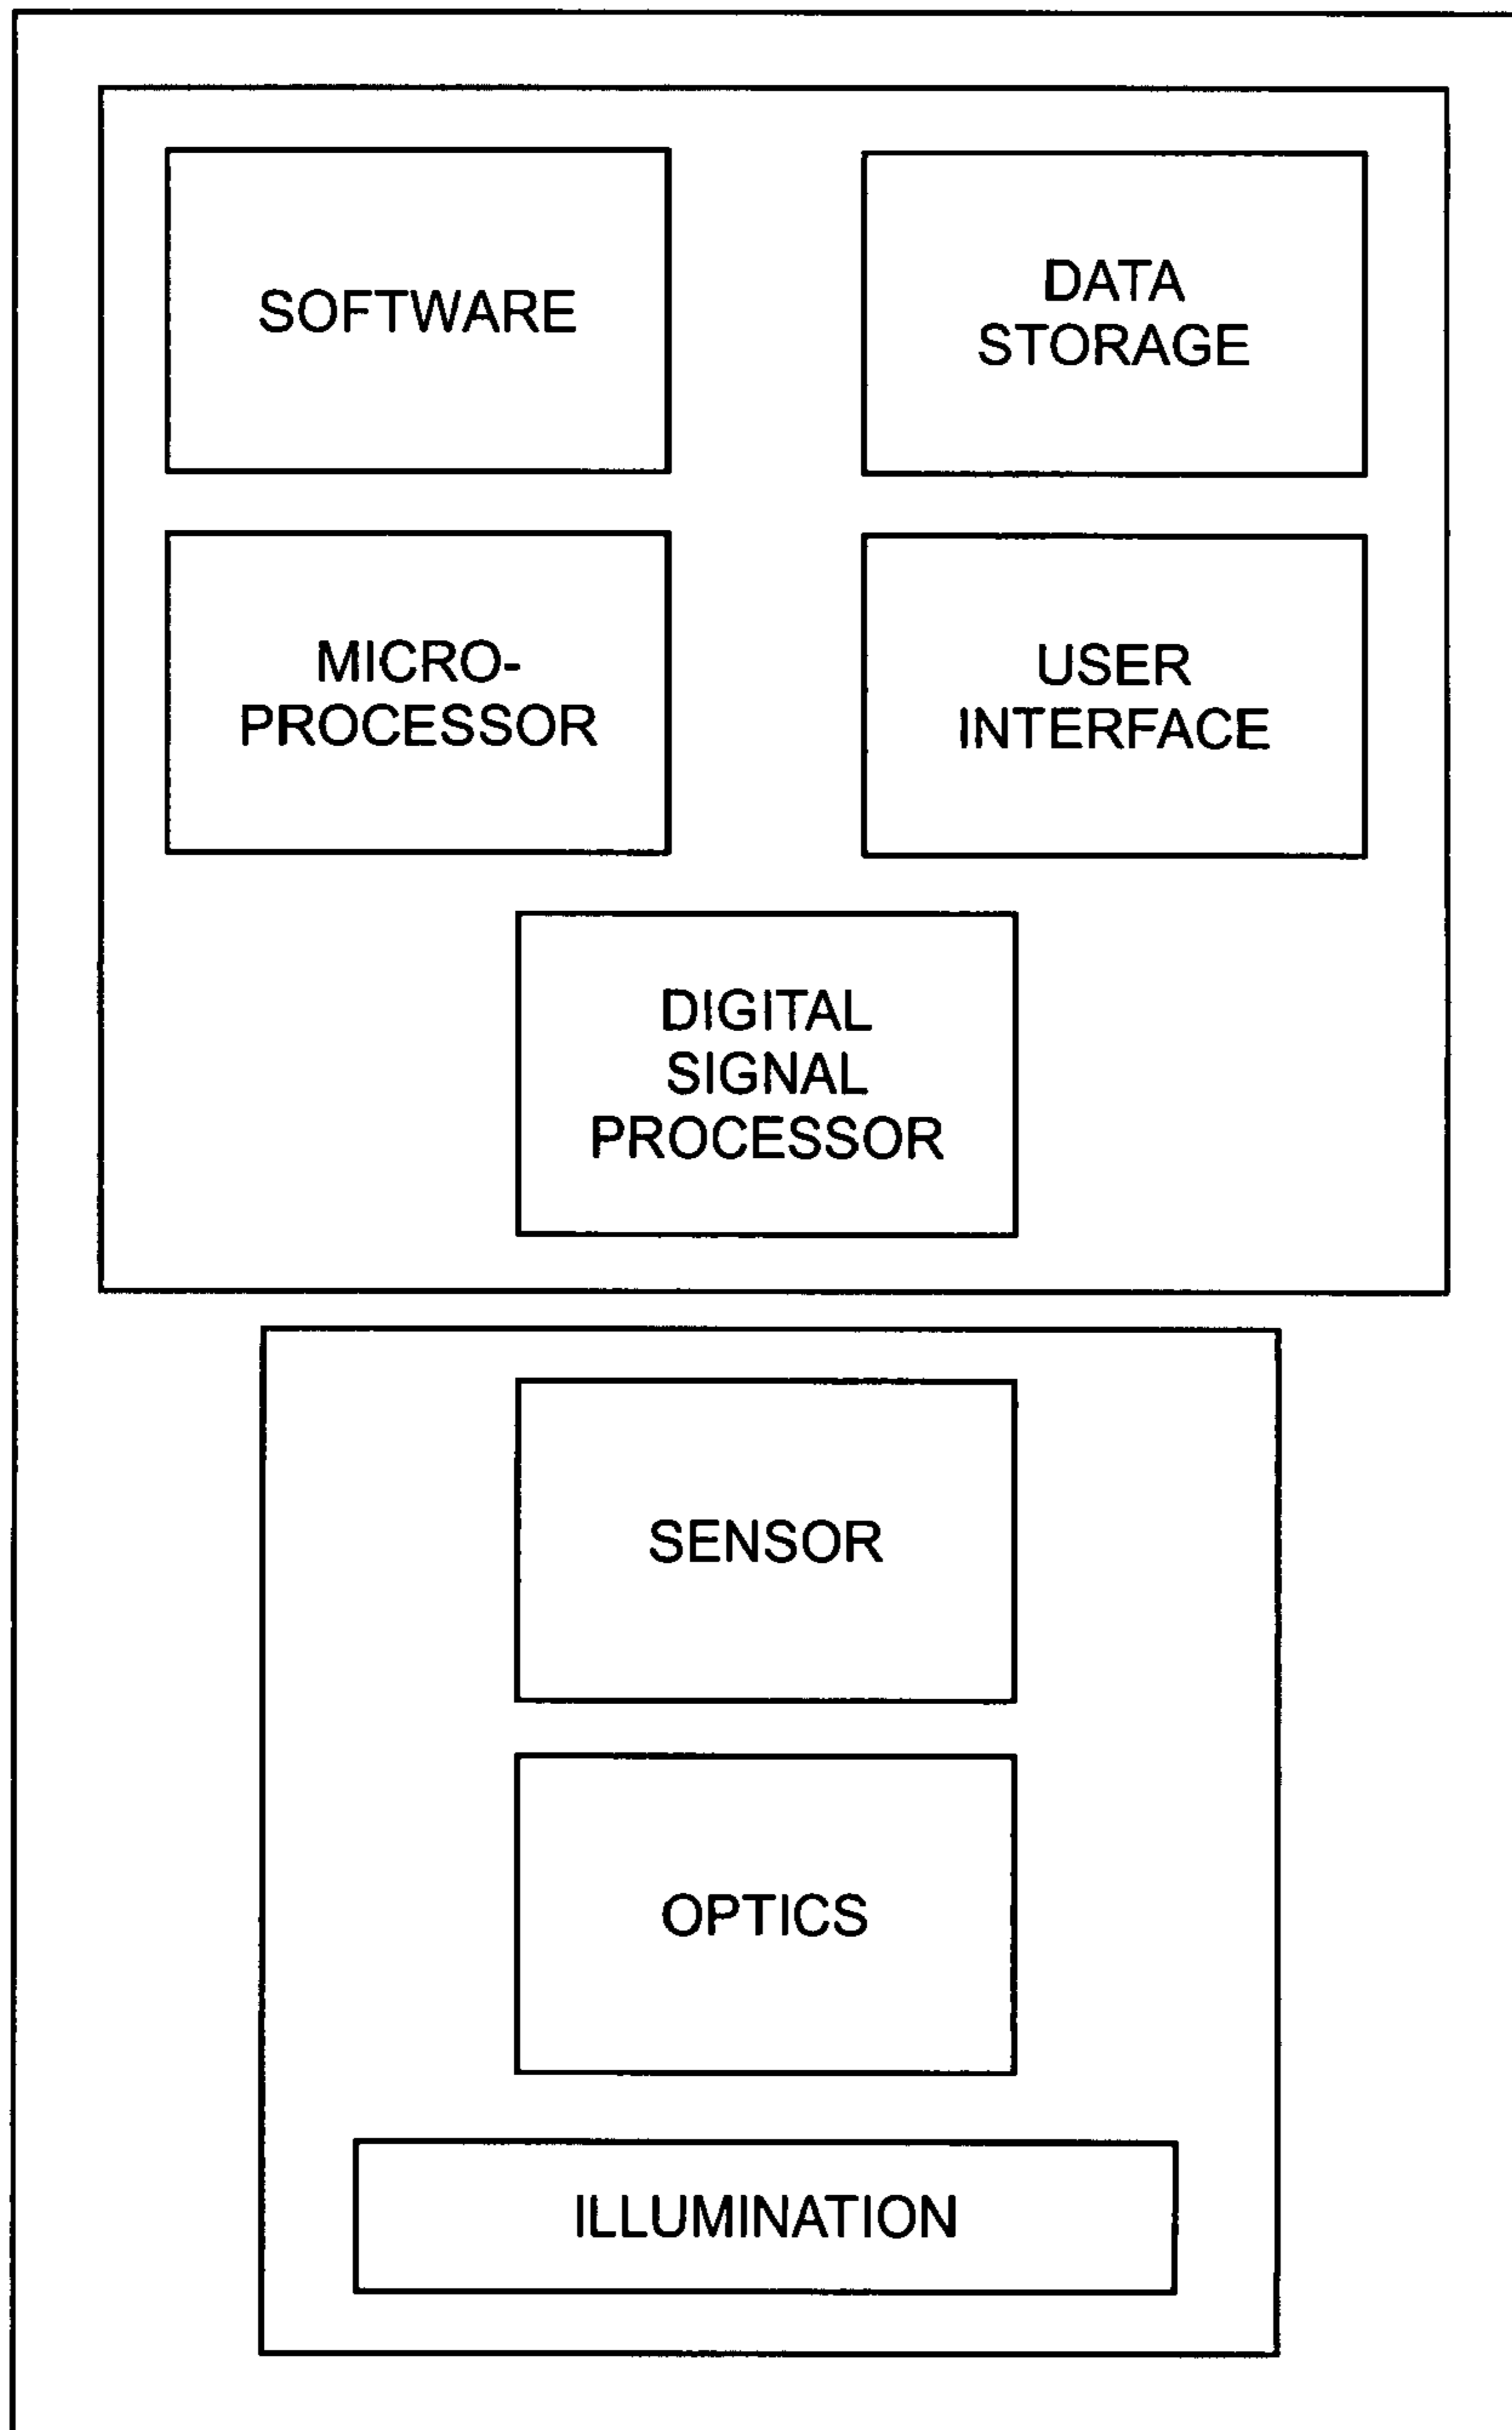 SOFTWARE
DATA
STORAGE
MICRO-
PROCESSOR
USER
INTERFACE
DIGITAL
SIGNAL
PROCESSOR
SENSOR
OPTICS
ILLUMINATION